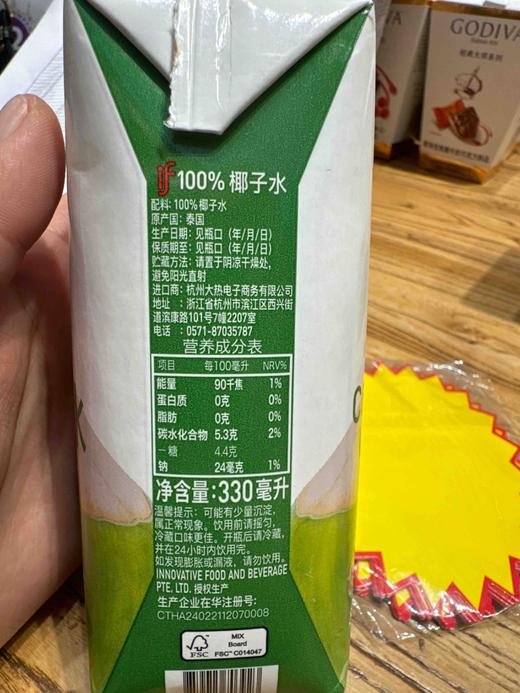 GODIVA
经典大师系列
if 100% 椰子水
配料: 100% 椰子水
原产国: 泰国
生产日期: 见瓶口 (年/月/日)
保质期至: 见瓶口 (年/月/日)
贮藏方法: 请置于阴凉干燥处,
避免阳光直射
进口商: 杭州大热电子商务有限公司
地址 : 浙江省杭州市滨江区西兴街
道滨康路101号7幢2207室
电话 : 0571-87035787
营养成分表
项目 每100毫升 NRV%
能量 90千焦 1%
蛋白质 0克 0%
脂肪 0克 0%
碳水化合物 5.3克 2%
－糖 4.4克
钠 24毫克 1%
净含量: 330毫升
温馨提示: 可能有少量沉淀,
属正常现象。饮用前请摇匀,
冷藏口味更佳。开瓶后请冷藏,
并在24小时内饮用完。
如发现膨胀或漏液, 请勿饮用。
INNOVATIVE FOOD AND BEVERAGE
PTE. LTD. 授权生产
生产企业在华注册号:
CTHA24022112070008
FSC
MIX
Board
FSC™ C014047